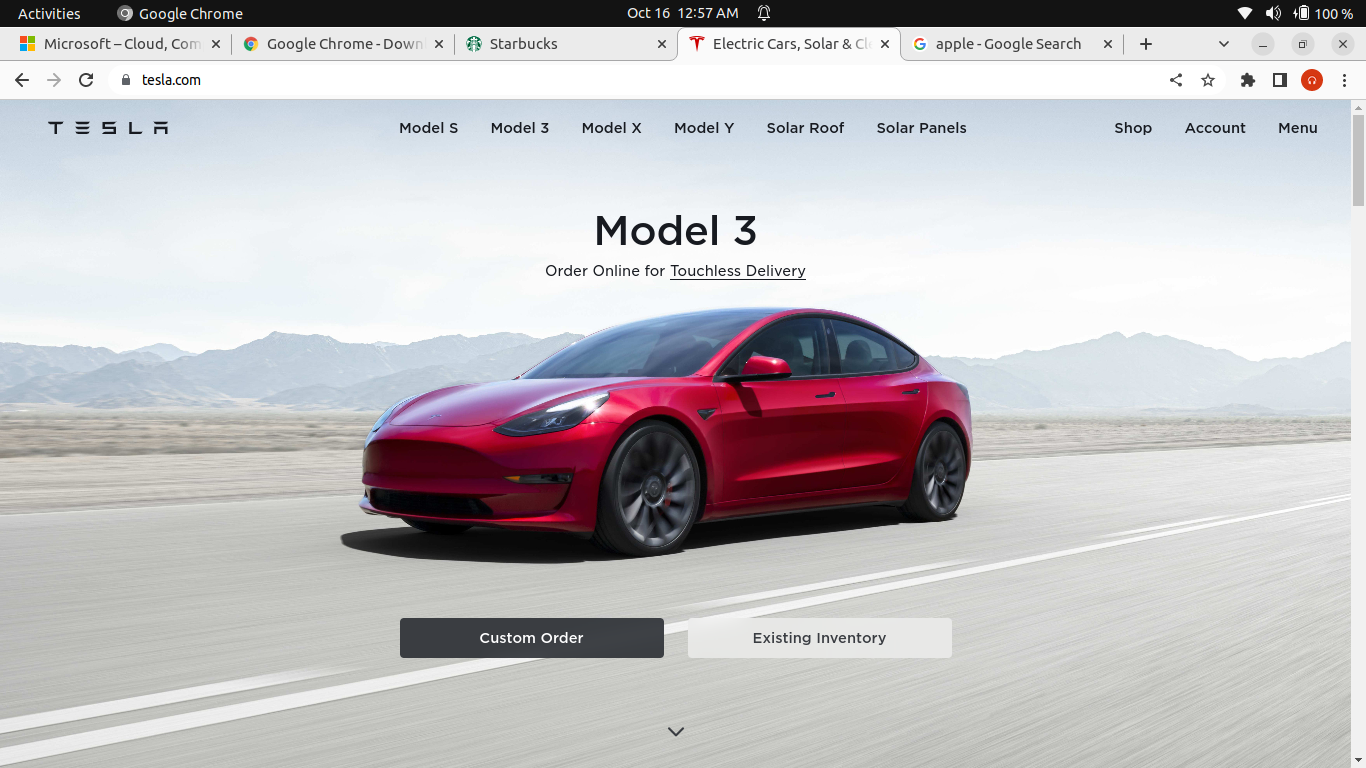 Activities Google Chrome Oct 16 12:57 AM 100 %
Microsoft – Cloud, Com Google Chrome - Down Starbucks Electric Cars, Solar & Cl apple - Google Search
tesla.com
TESLA Model S Model 3 Model X Model Y Solar Roof Solar Panels Shop Account Menu
Model 3
Order Online for Touchless Delivery
Custom Order Existing Inventory